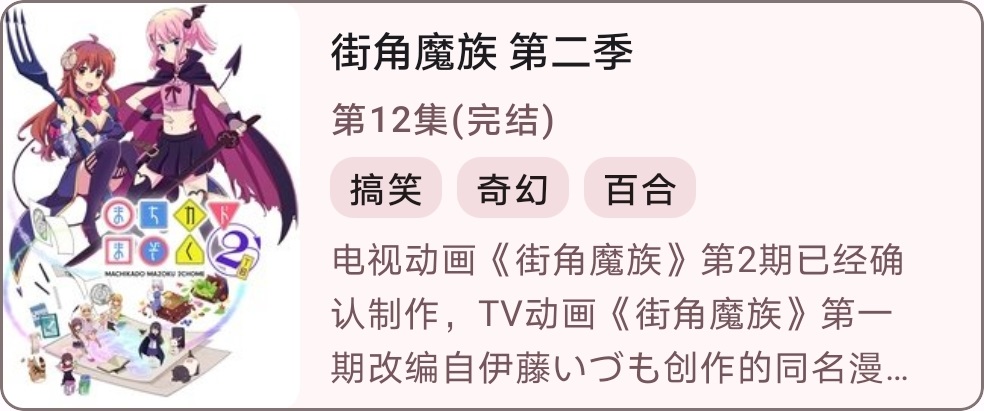 街角魔族 第二季
第12集(完结)
搞笑 奇幻 百合
电视动画《街角魔族》第2期已经确
认制作，TV动画《街角魔族》第一
期改编自伊藤いづも创作的同名漫...
まちカド
まぞく2
丁目
MACHIKADO MAZOKU 2CHOME